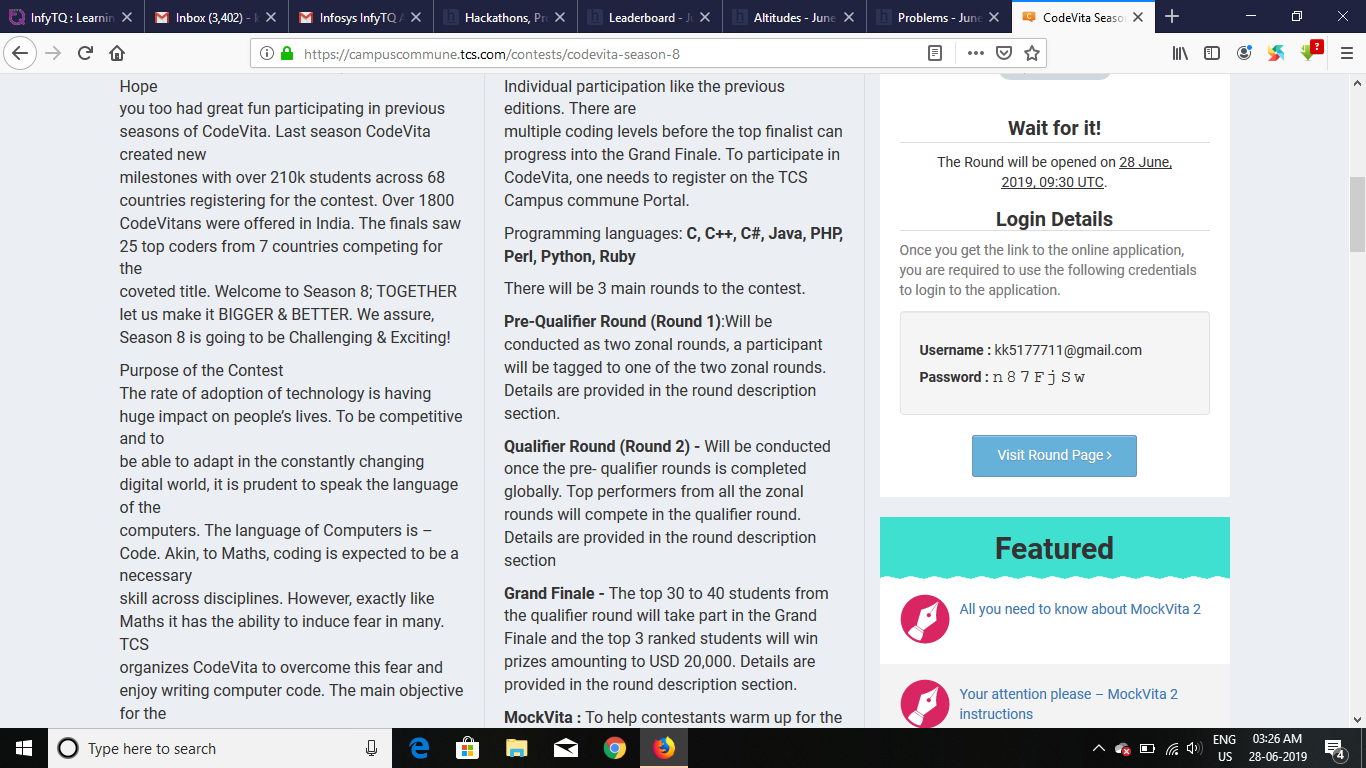 InfyTQ : Learnin
Inbox (3,402) -
Infosys InfyTQ
Hackathons, Pr
Leaderboard - J
Altitudes - June
Problems - June
CodeVita Seaso
https://campuscommune.tcs.com/contests/codevita-season-8
Hope
you too had great fun participating in previous
seasons of CodeVita. Last season CodeVita
created new
milestones with over 210k students across 68
countries registering for the contest. Over 1800
CodeVitans were offered in India. The finals saw
25 top coders from 7 countries competing for
the
coveted title. Welcome to Season 8; TOGETHER
let us make it BIGGER & BETTER. We assure,
Season 8 is going to be Challenging & Exciting!
Purpose of the Contest
The rate of adoption of technology is having
huge impact on people’s lives. To be competitive
and to
be able to adapt in the constantly changing
digital world, it is prudent to speak the language
of the
computers. The language of Computers is –
Code. Akin, to Maths, coding is expected to be a
necessary
skill across disciplines. However, exactly like
Maths it has the ability to induce fear in many.
TCS
organizes CodeVita to overcome this fear and
enjoy writing computer code. The main objective
for the
Individual participation like the previous
editions. There are
multiple coding levels before the top finalist can
progress into the Grand Finale. To participate in
CodeVita, one needs to register on the TCS
Campus commune Portal.
Programming languages: C, C++, C#, Java, PHP,
Perl, Python, Ruby
There will be 3 main rounds to the contest.
Pre-Qualifier Round (Round 1):Will be
conducted as two zonal rounds, a participant
will be tagged to one of the two zonal rounds.
Details are provided in the round description
section.
Qualifier Round (Round 2) - Will be conducted
once the pre- qualifier rounds is completed
globally. Top performers from all the zonal
rounds will compete in the qualifier round.
Details are provided in the round description
section
Grand Finale - The top 30 to 40 students from
the qualifier round will take part in the Grand
Finale and the top 3 ranked students will win
prizes amounting to USD 20,000. Details are
provided in the round description section.
MockVita : To help contestants warm up for the
Wait for it!
The Round will be opened on 28 June,
2019, 09:30 UTC.
Login Details
Once you get the link to the online application,
you are required to use the following credentials
to login to the application.
Username : kk5177711@gmail.com
Password : n87FjSw
Visit Round Page >
Featured
All you need to know about MockVita 2
Your attention please – MockVita 2
instructions
Type here to search
ENG
US
03:26 AM
28-06-2019
4